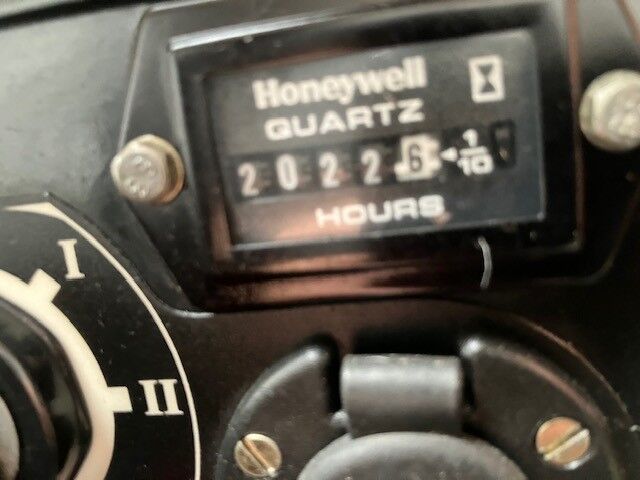 Honeywell
QUARTZ
2 0 2 2 6 1/10
HOURS
I
II